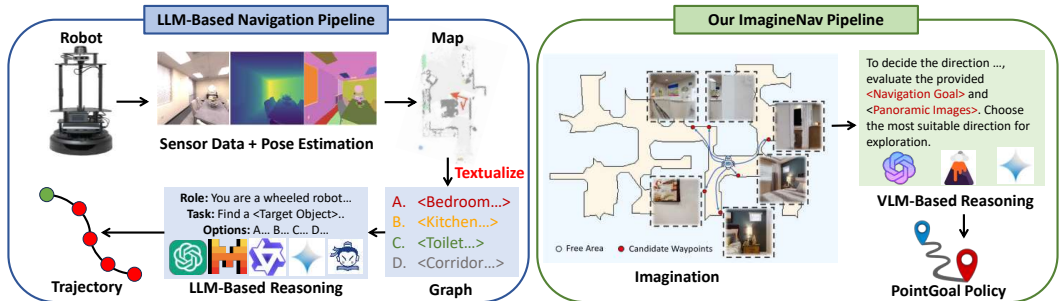 LLM-Based Navigation Pipeline
Robot
Map
Sensor Data + Pose Estimation
Textualize
Role: You are a wheeled robot...
Task: Find a <Target Object>..
Options: A... B... C... D...
LLM-Based Reasoning
Trajectory
A. <Bedroom...>
B. <Kitchen...>
C. <Toilet...>
D. <Corridor...>
Graph
Our ImagineNav Pipeline
Free Area
Candidate Waypoints
Imagination
To decide the direction ...,
evaluate the provided
<Navigation Goal> and
<Panoramic Images>. Choose
the most suitable direction for
exploration.
VLM-Based Reasoning
PointGoal Policy